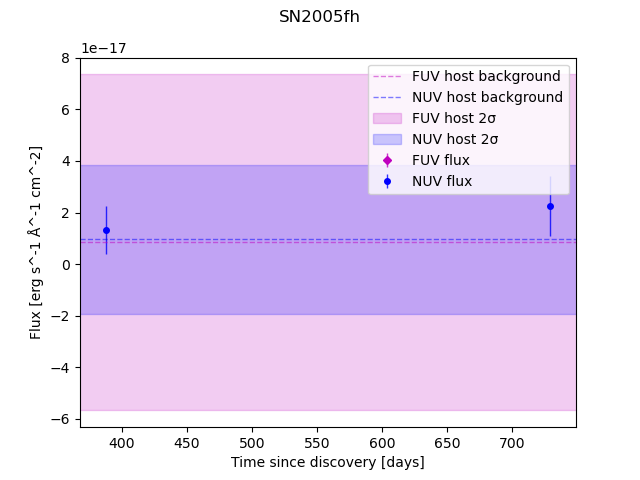 SN2005fh
1e−17
FUV host background
NUV host background
FUV host 2σ
NUV host 2σ
FUV flux
NUV flux
8
6
4
2
0
−2
−4
−6
Flux [erg s^-1 Å^-1 cm^-2]
400 450 500 550 600 650 700
Time since discovery [days]